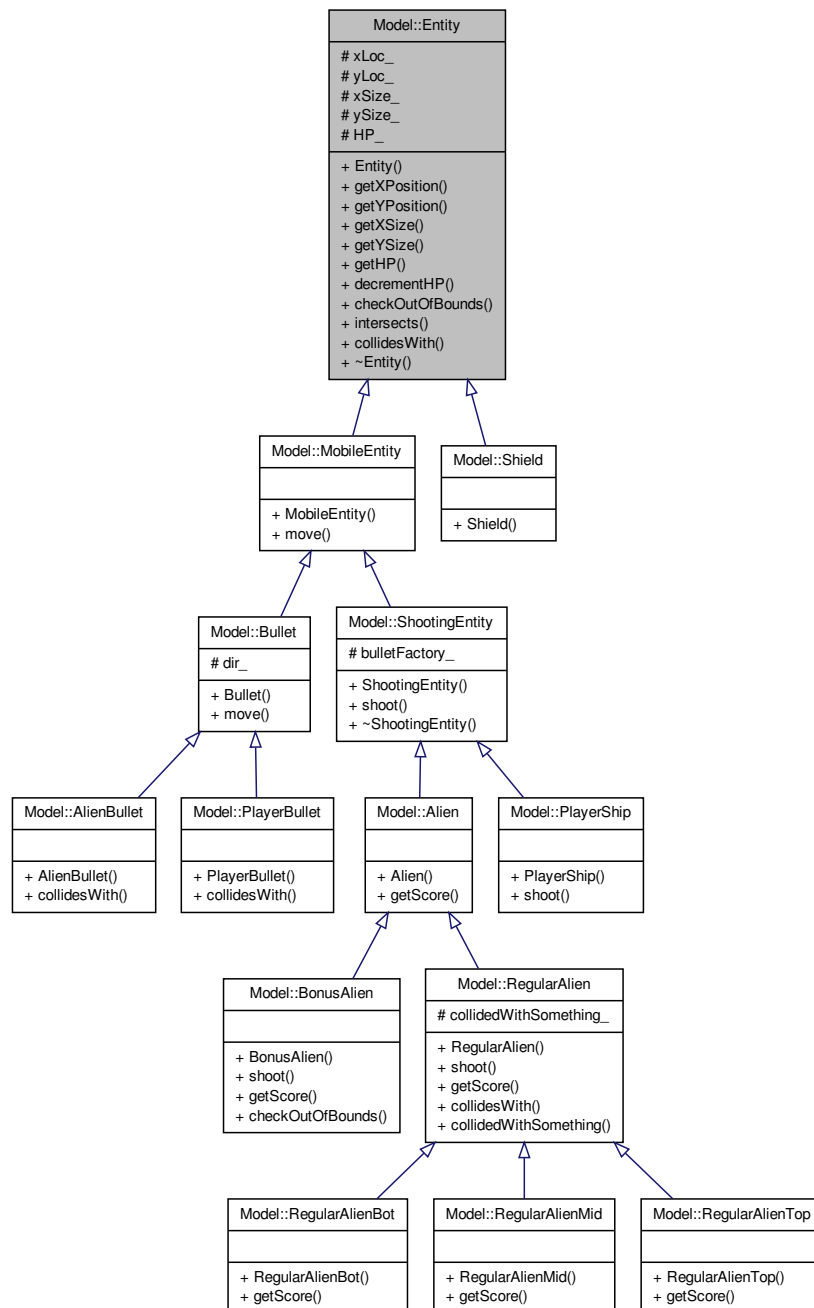 Model::Entity
# xLoc_
# yLoc_
# xSize_
# ySize_
# HP_
+ Entity()
+ getXPosition()
+ getYPosition()
+ getXSize()
+ getYSize()
+ getHP()
+ decrementHP()
+ checkOutOfBounds()
+ intersects()
+ collidesWith()
+ ~Entity()
Model::MobileEntity
+ MobileEntity()
+ move()
Model::Shield
+ Shield()
Model::Bullet
# dir_
+ Bullet()
+ move()
Model::ShootingEntity
# bulletFactory_
+ ShootingEntity()
+ shoot()
+ ~ShootingEntity()
Model::AlienBullet
+ AlienBullet()
+ collidesWith()
Model::PlayerBullet
+ PlayerBullet()
+ collidesWith()
Model::Alien
+ Alien()
+ getScore()
Model::PlayerShip
+ PlayerShip()
+ shoot()
Model::BonusAlien
+ BonusAlien()
+ shoot()
+ getScore()
+ checkOutOfBounds()
Model::RegularAlien
# collidedWithSomething_
+ RegularAlien()
+ shoot()
+ getScore()
+ collidesWith()
+ collidedWithSomething()
Model::RegularAlienBot
+ RegularAlienBot()
+ getScore()
Model::RegularAlienMid
+ RegularAlienMid()
+ getScore()
Model::RegularAlienTop
+ RegularAlienTop()
+ getScore()